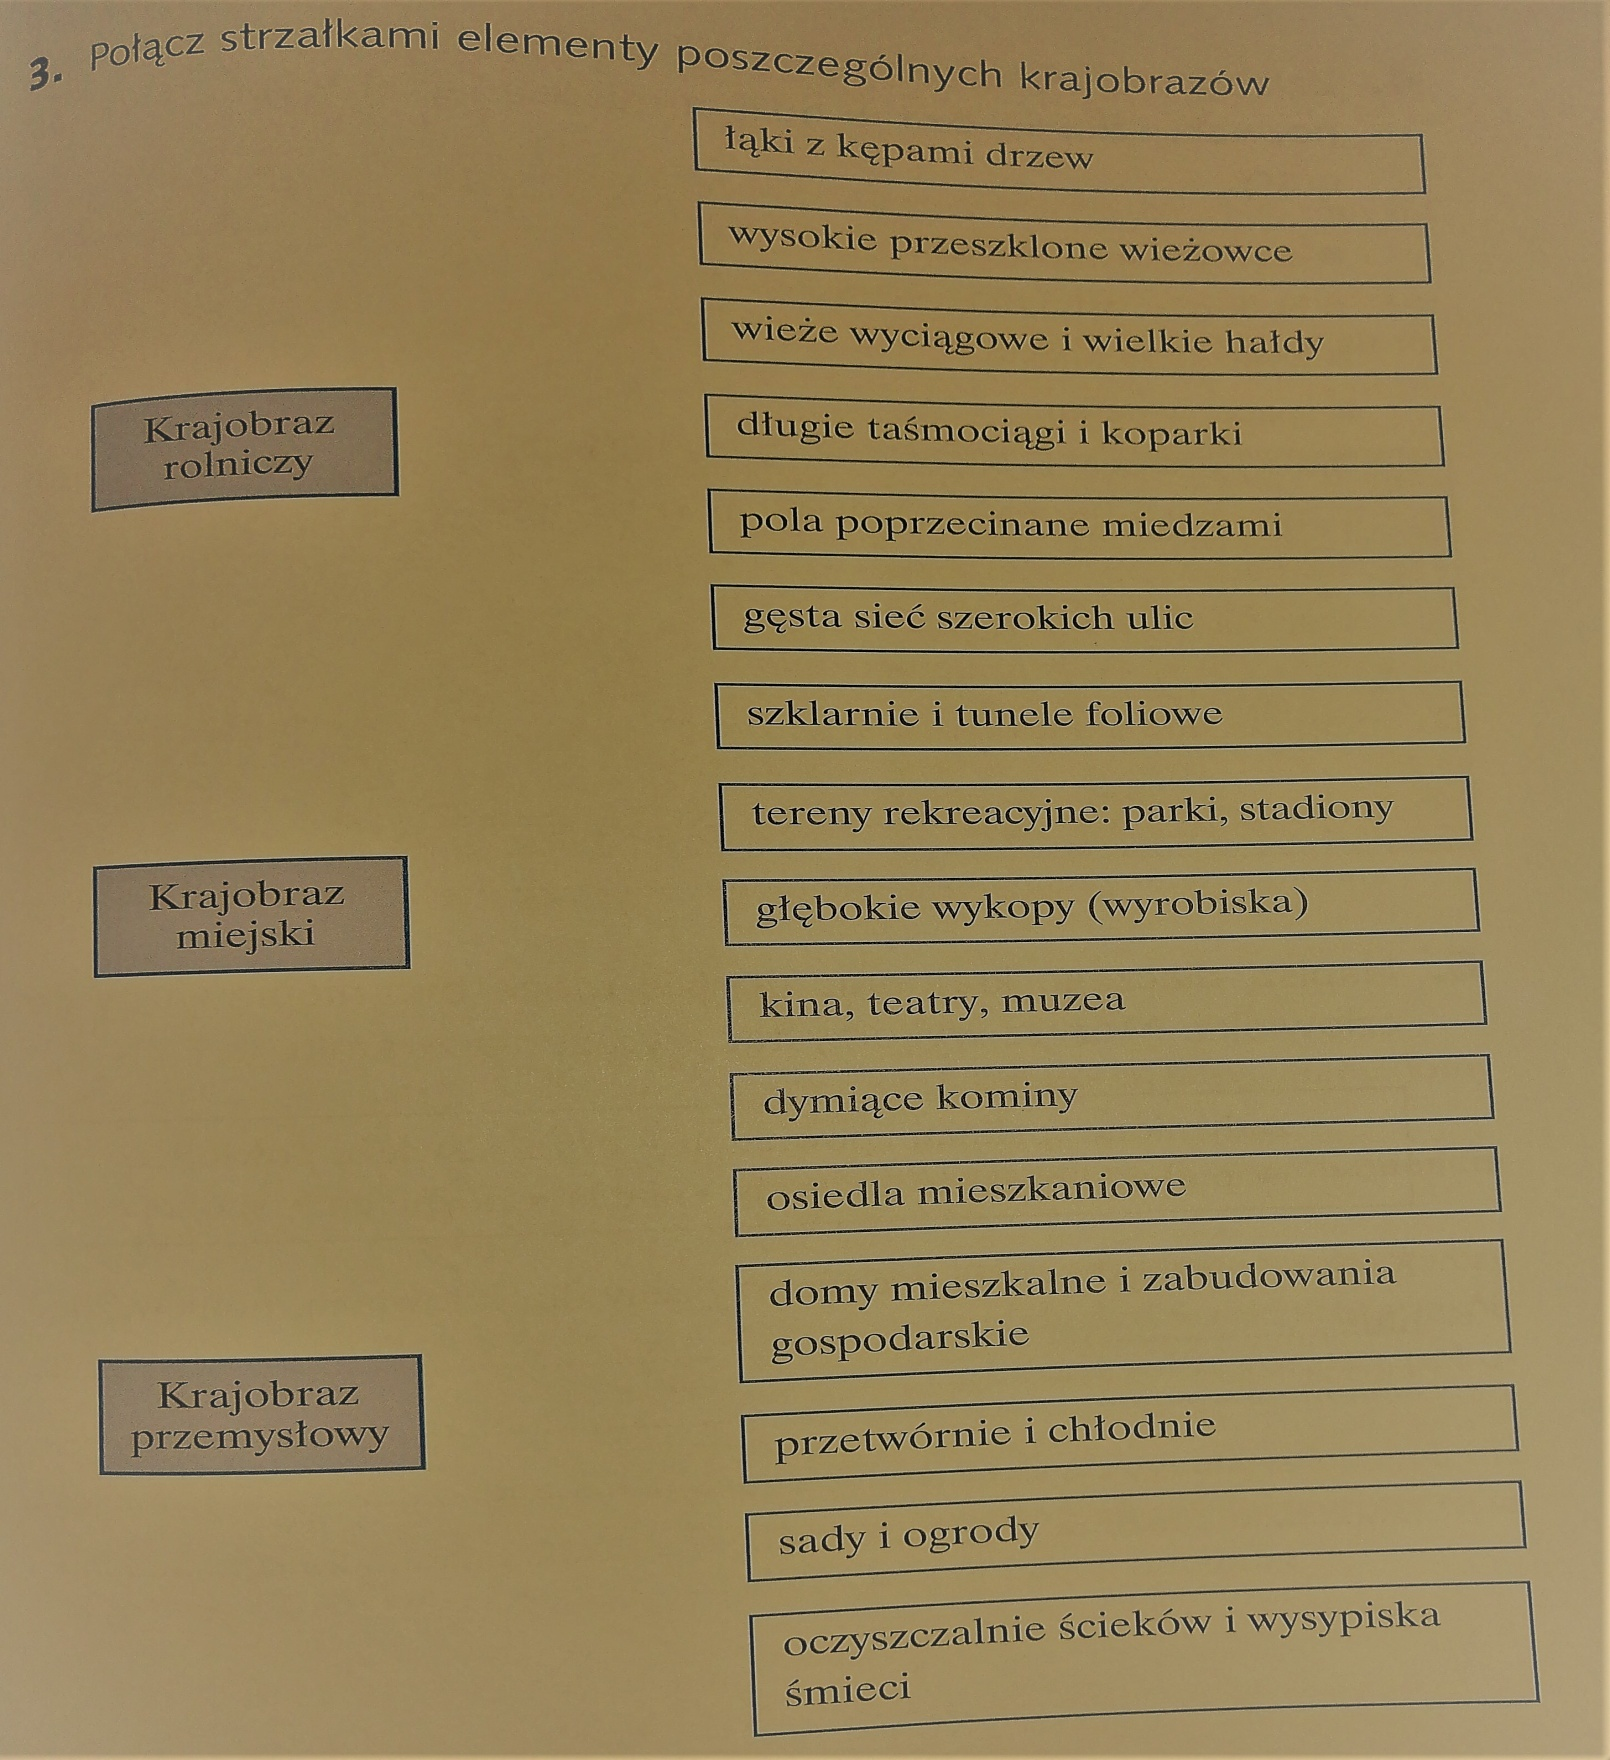 3. Połącz strzałkami elementy poszczególnych krajobrazów
łąki z kępami drzew
wysokie przeszklone wieżowce
wieże wyciągowe i wielkie hałdy
Krajobraz
rolniczy
długie taśmociągi i koparki
pola poprzecinane miedzami
gęsta sieć szerokich ulic
szklarnie i tunele foliowe
tereny rekreacyjne: parki, stadiony
Krajobraz
miejski
głębokie wykopy (wyrobiska)
kina, teatry, muzea
dymiące kominy
osiedla mieszkaniowe
domy mieszkalne i zabudowania
gospodarskie
Krajobraz
przemysłowy
przetwórnie i chłodnie
sady i ogrody
oczyszczalnie ścieków i wysypiska
śmieci